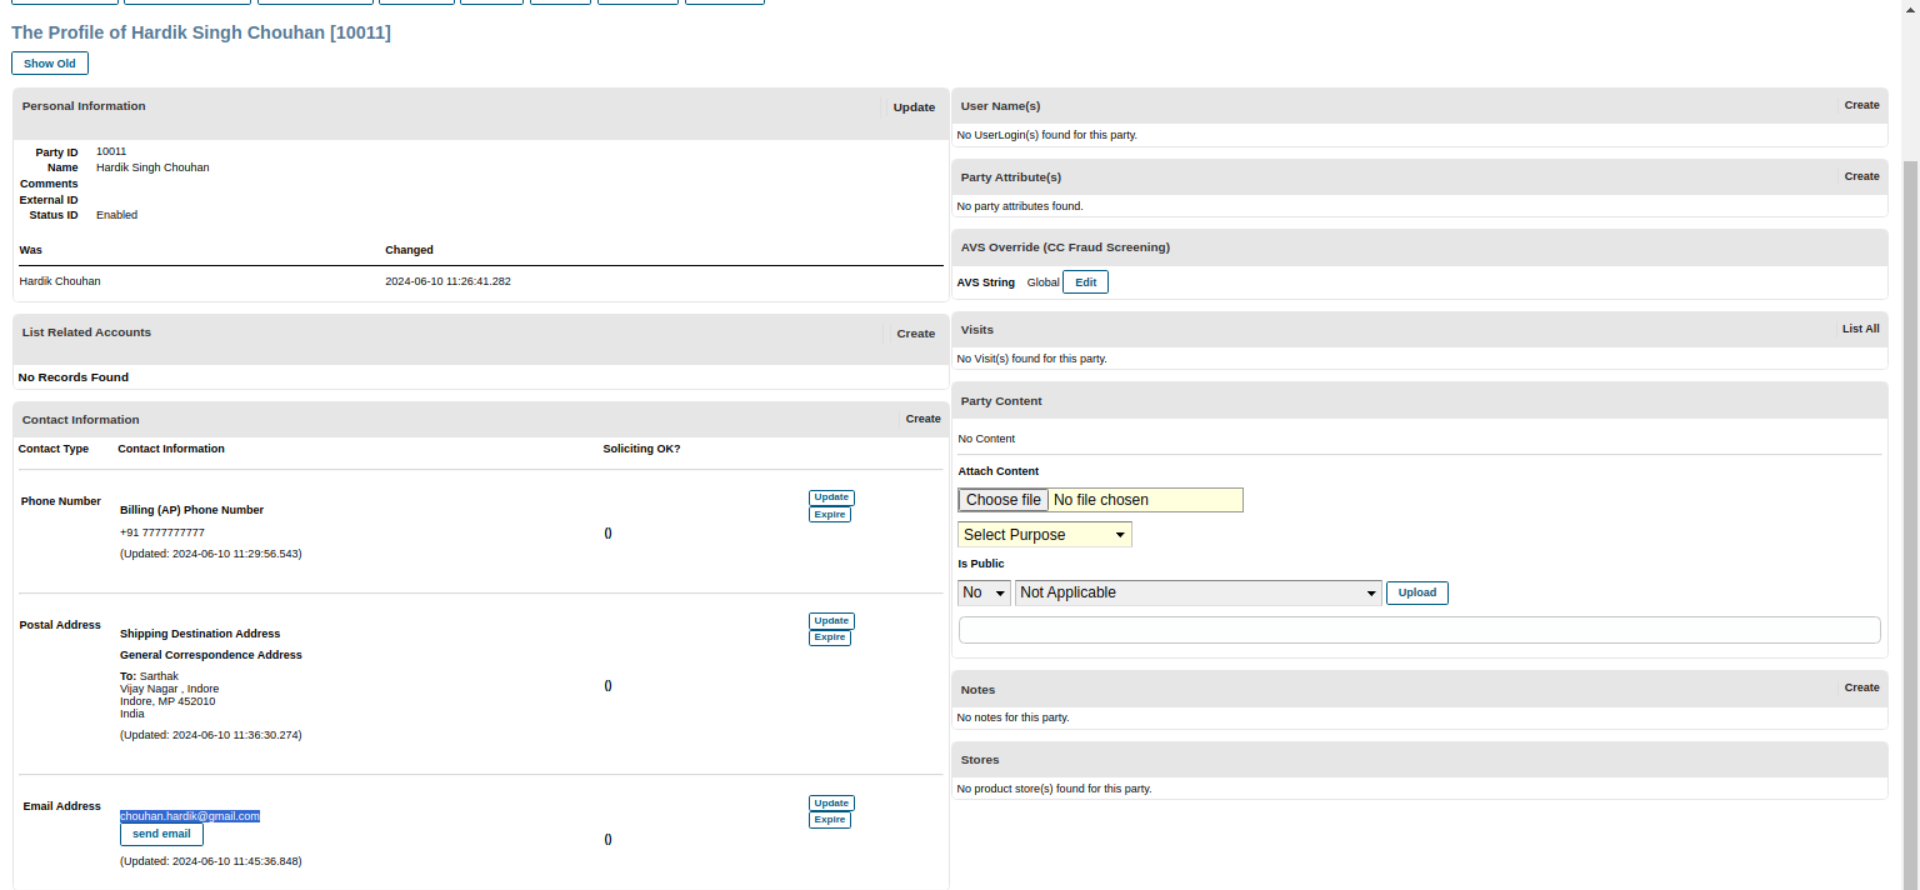 The Profile of Hardik Singh Chouhan [10011]
Show Old
Personal Information Update
Party ID 10011
Name Hardik Singh Chouhan
Comments
External ID
Status ID Enabled
Was Changed
Hardik Chouhan 2024-06-10 11:26:41.282
List Related Accounts Create
No Records Found
Contact Information Create
Contact Type Contact Information Soliciting OK?
Phone Number
Billing (AP) Phone Number
+91 7777777777
(Updated: 2024-06-10 11:29:56.543)
()
Update
Expire
Postal Address
Shipping Destination Address
General Correspondence Address
To: Sarthak
Vijay Nagar , Indore
Indore, MP 452010
India
(Updated: 2024-06-10 11:36:30.274)
()
Update
Expire
Email Address
chouhan.hardik@gmail.com
send email
(Updated: 2024-06-10 11:45:36.848)
()
Update
Expire
User Name(s) Create
No UserLogin(s) found for this party.
Party Attribute(s) Create
No party attributes found.
AVS Override (CC Fraud Screening)
AVS String Global Edit
Visits List All
No Visit(s) found for this party.
Party Content
No Content
Attach Content
Choose file No file chosen
Select Purpose
Is Public
No Not Applicable Upload
Notes Create
No notes for this party.
Stores
No product store(s) found for this party.